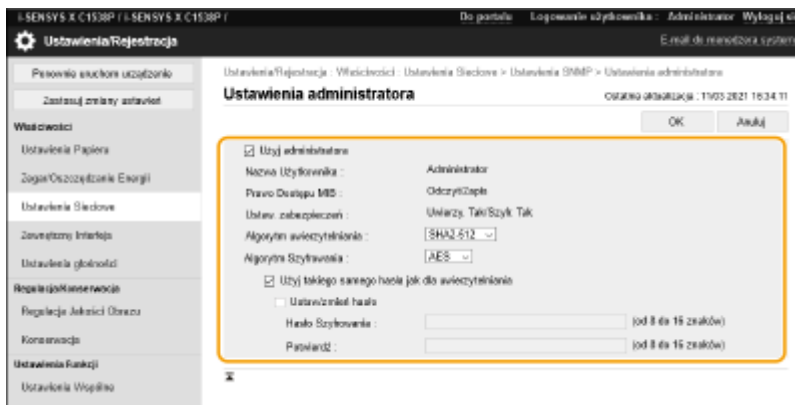 i-SENSYS X C1538P / i-SENSYS X C1538P /
Do portalu Logowanie użytkownika : Administrator Wyloguj się
Ustawienia/Rejestracja
E-mail do menedżera system
Ponownie uruchom urządzenie
Zastosuj zmiany ustawień
Właściwości
Ustawienia Papieru
Zegar/Oszczędzanie Energii
Ustawienia Sieciowe
Zewnętrzny Interfejs
Ustawienia głośności
Regulacja/Konserwacja
Regulacja Jakości Obrazu
Konserwacja
Ustawienia Funkcji
Ustawienia Wspólne
Ustawienia/Rejestracja : Właściwości : Ustawienia Sieciowe > Ustawienia SNMP > Ustawienia administratora
Ustawienia administratora
Ostatnia aktualizacja : 11/03 2021 16:34:11
OK Anuluj
Użyj administratora
Nazwa Użytkownika : Administrator
Prawo Dostępu MIB : Odczyt/Zapis
Ustaw. zabezpieczeń : Uwierzy. Tak/Szyfr. Tak
Algorytm uwierzytelniania : SHA2-512
Algorytm Szyfrowania : AES
Użyj takiego samego hasła jak dla uwierzytelniania
Ustaw/zmień hasło
Hasło Szyfrowania : (od 8 do 16 znaków)
Potwierdź : (od 8 do 16 znaków)